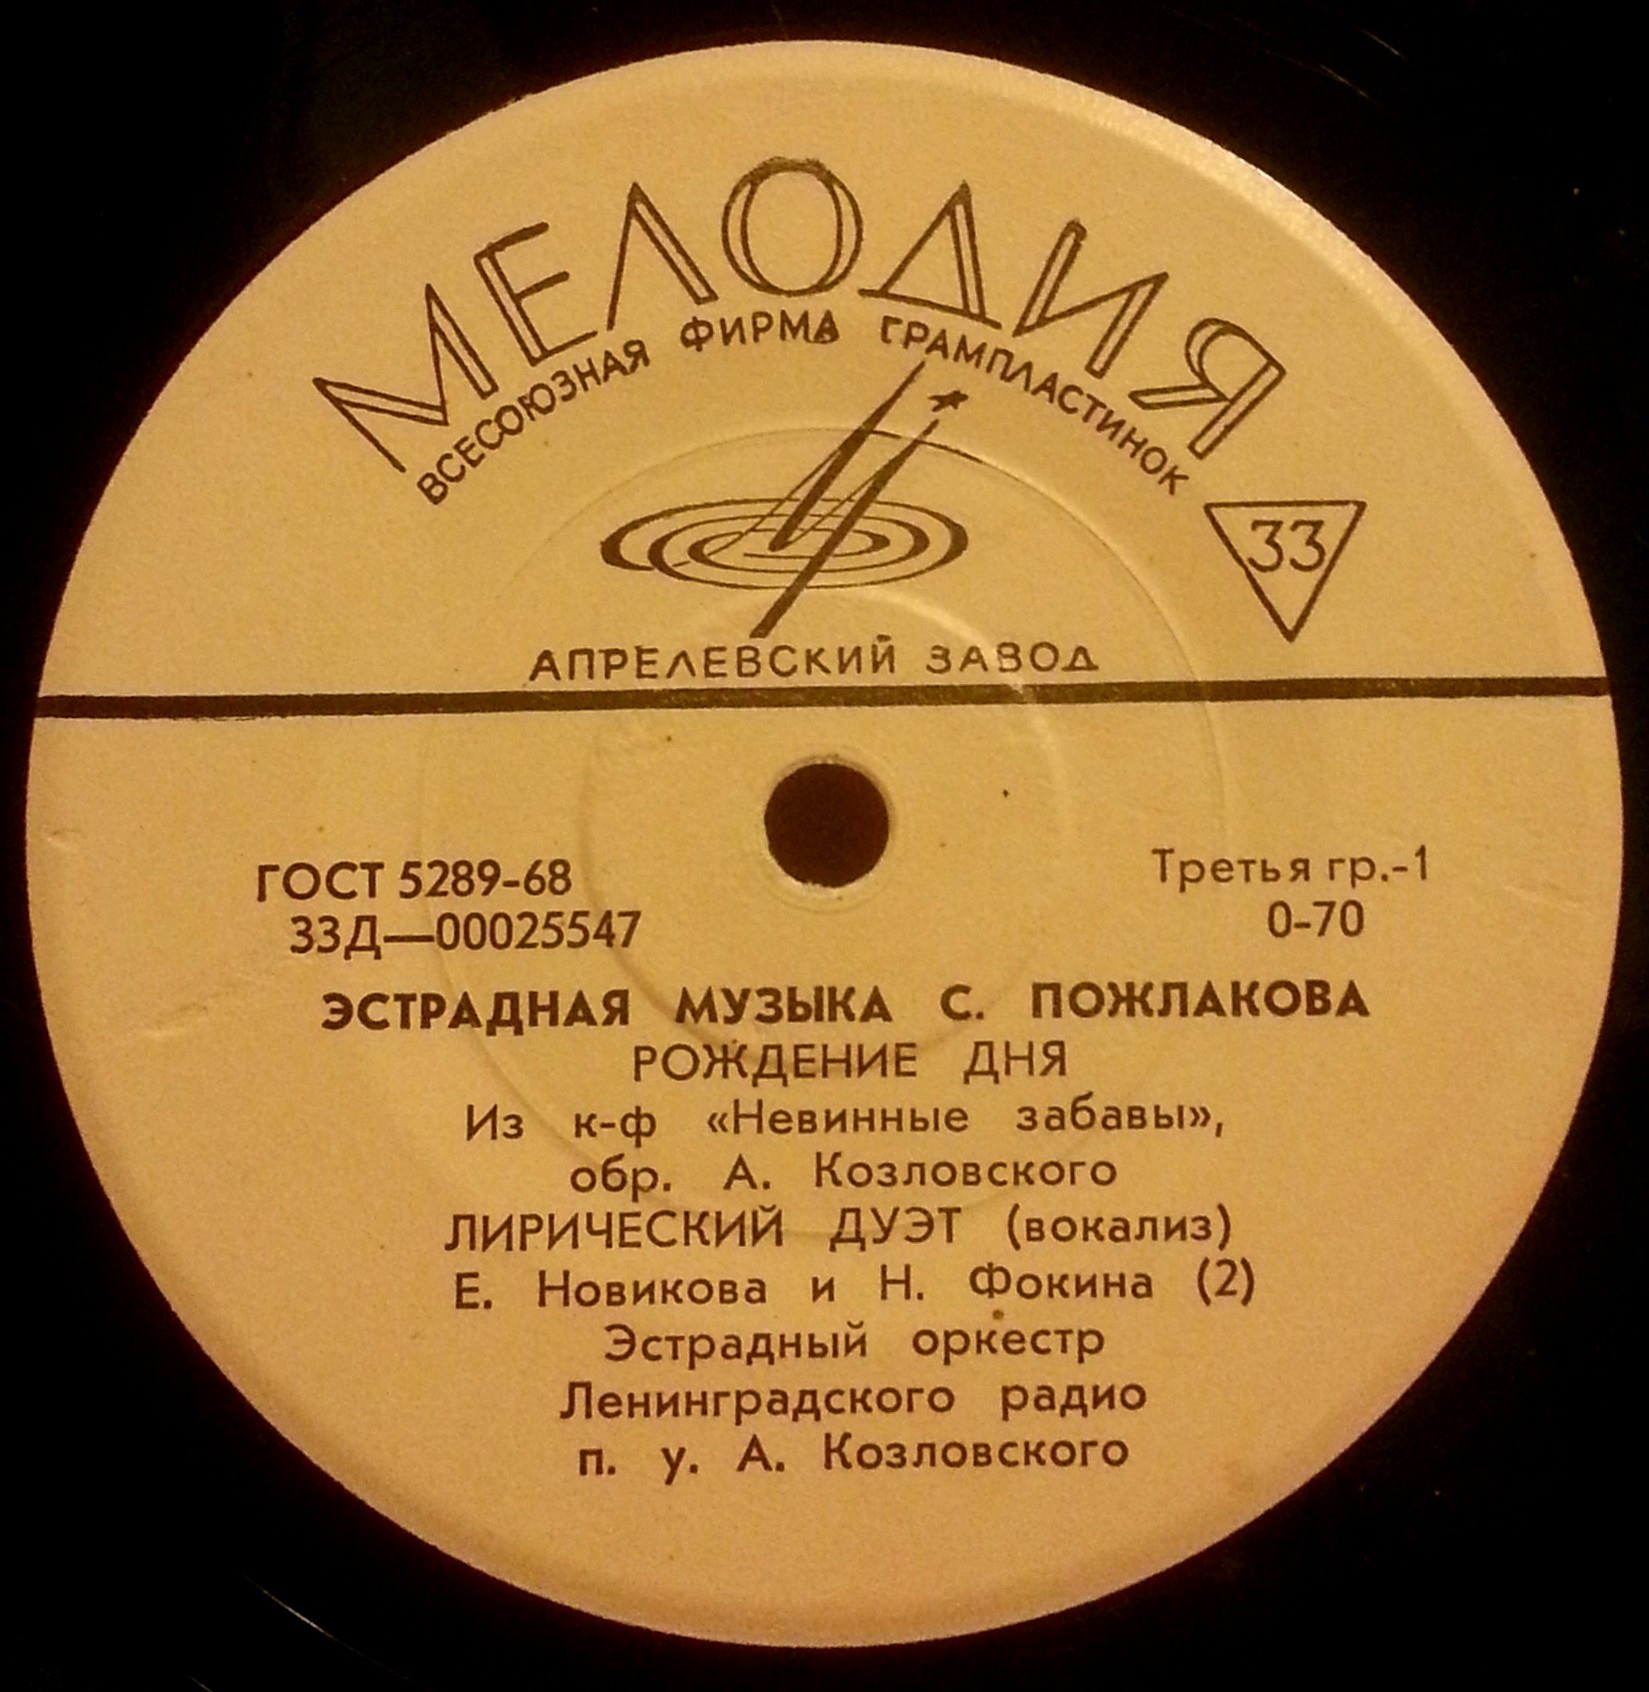 МЕЛОДИЯ
ВСЕСОЮЗНАЯ ФИРМА ГРАМПЛАСТИНОК
33
АПРЕЛЕВСКИЙ ЗАВОД
ГОСТ 5289-68
33Д—00025547
Третья гр.-1
0-70
ЭСТРАДНАЯ МУЗЫКА С. ПОЖЛАКОВА
РОЖДЕНИЕ ДНЯ
Из к-ф «Невинные забавы»,
обр. А. Козловского
ЛИРИЧЕСКИЙ ДУЭТ (вокализ)
Е. Новикова и Н. Фокина (2)
Эстрадный оркестр
Ленинградского радио
п. у. А. Козловского